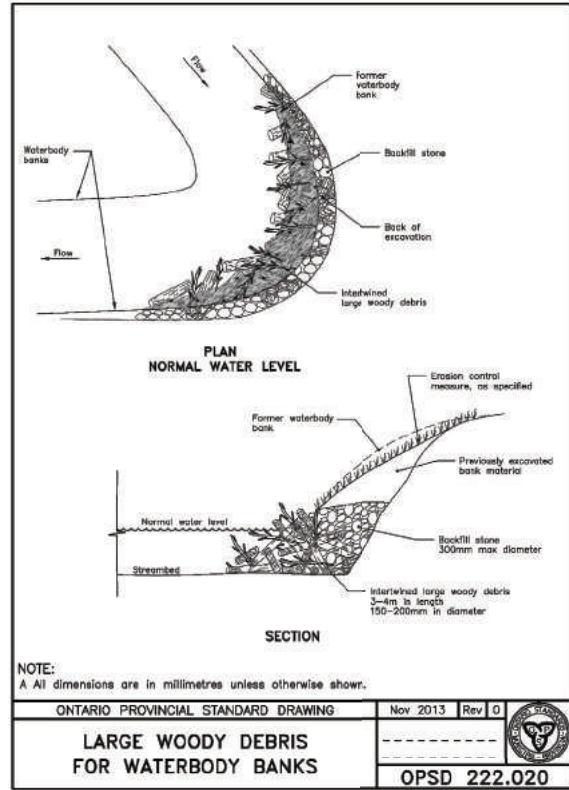 Flow
Former
waterbody
bank
Waterbody
banks
Backfill stone
Back of
excavation
Flow
Intertwined
large woody debris
PLAN
NORMAL WATER LEVEL
Erosion control
measure, as specified
Former waterbody
bank
Previously excavated
bank material
Normal water level
Backfill stone
300mm max diameter
Streambed
Intertwined large woody debris
3-4m in length
150-200mm in diameter
SECTION
NOTE:
A All dimensions are in millimetres unless otherwise shown.
ONTARIO PROVINCIAL STANDARD DRAWING
Nov 2013 Rev 0
LARGE WOODY DEBRIS
FOR WATERBODY BANKS
OPSD 222.020